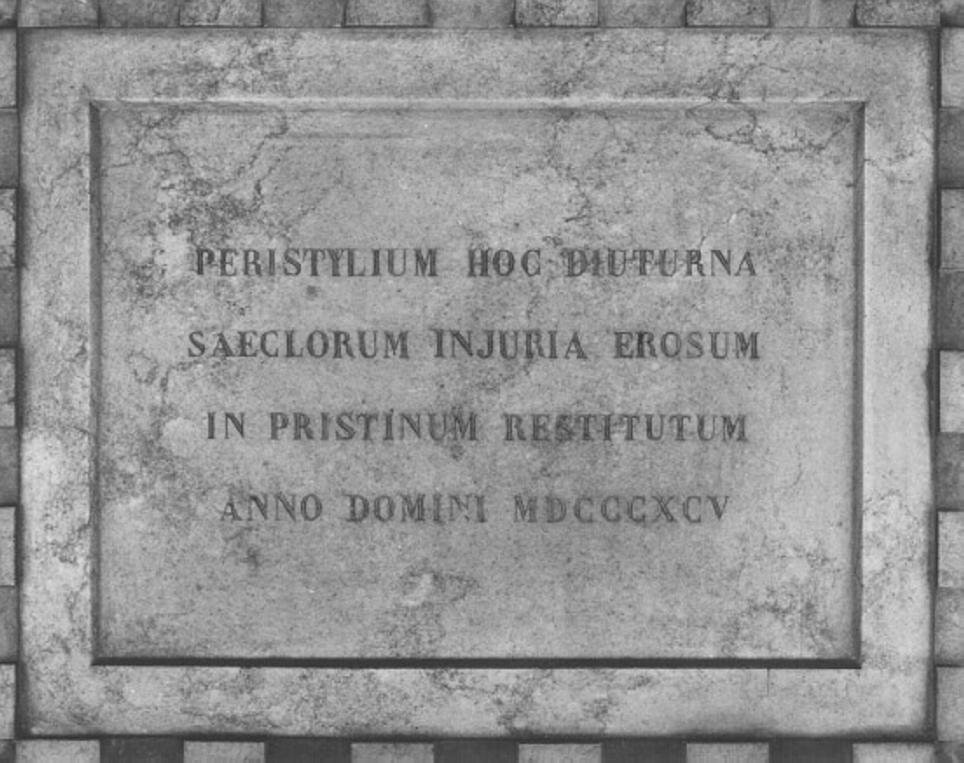 PERISTYLIUM HOC DIUTURNA
SAECLORUM INJURIA EROSUM
IN PRISTINUM RESTITUTUM
ANNO DOMINI MDCCCXCV